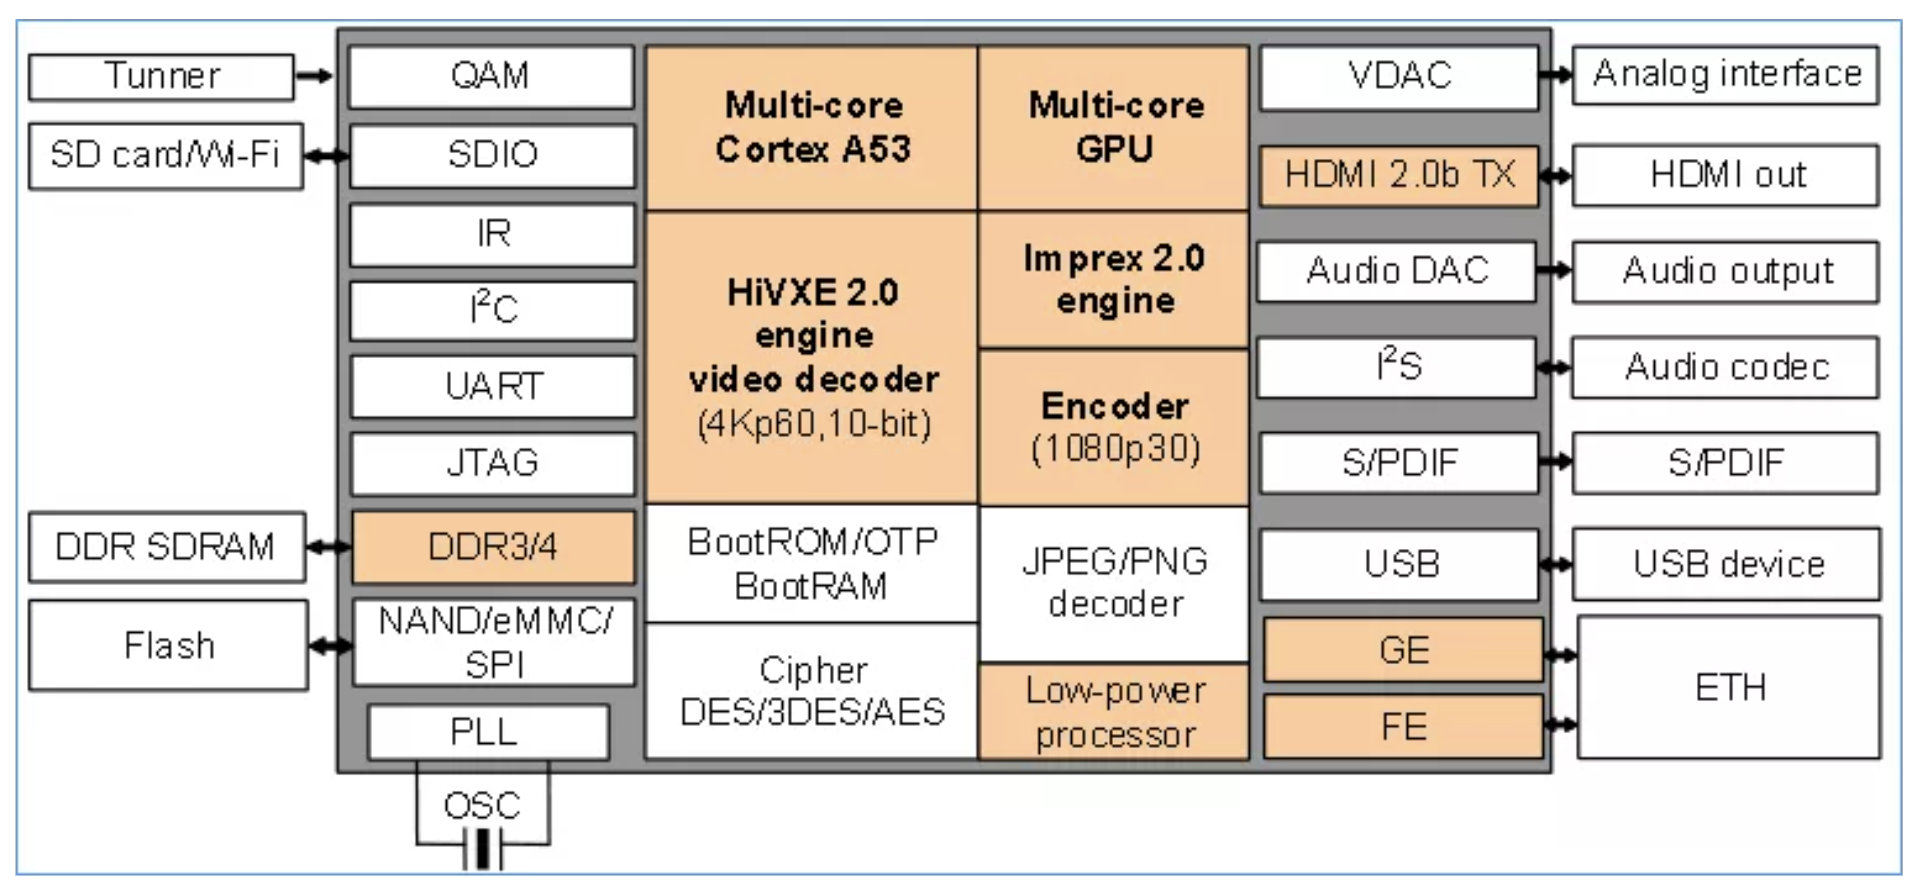 Tunner
SD card/Wi-Fi
DDR SDRAM
Flash
QAM
SDIO
IR
I²C
UART
JTAG
DDR3/4
NAND/eMMC/
SPI
PLL
OSC
Multi-core
Cortex A53
HiVXE 2.0
engine
video decoder
(4Kp60,10-bit)
BootROM/OTP
BootRAM
Cipher
DES/3DES/AES
Multi-core
GPU
Imprex 2.0
engine
Encoder
(1080p30)
JPEG/PNG
decoder
Low-power
processor
VDAC
HDMI 2.0b TX
Audio DAC
I²S
S/PDIF
USB
GE
FE
Analog interface
HDMI out
Audio output
Audio codec
S/PDIF
USB device
ETH